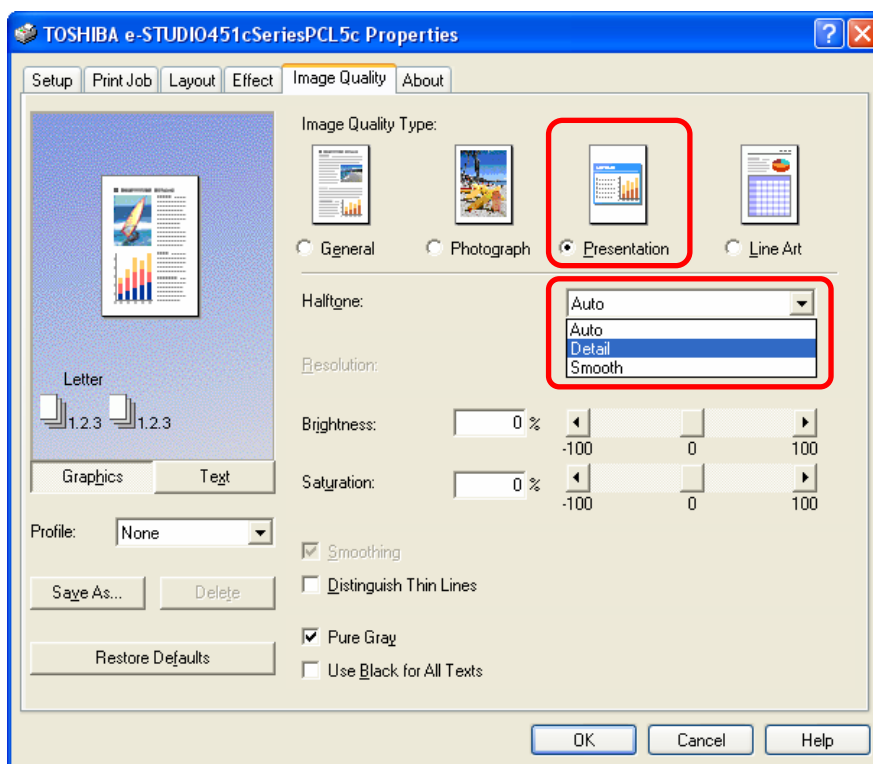 TOSHIBA e-STUDIO451cSeriesPCL5c Properties
Setup Print Job Layout Effect Image Quality About
Image Quality Type:
General Photograph Presentation Line Art
Halftone: Auto
Auto
Detail
Smooth
Resolution:
Letter
1.2.3 1.2.3
Brightness: 0 %
-100 0 100
Graphics Text
Saturation: 0 %
-100 0 100
Profile: None
Smoothing
Save As... Delete
Distinguish Thin Lines
Pure Gray
Restore Defaults
Use Black for All Texts
OK Cancel Help